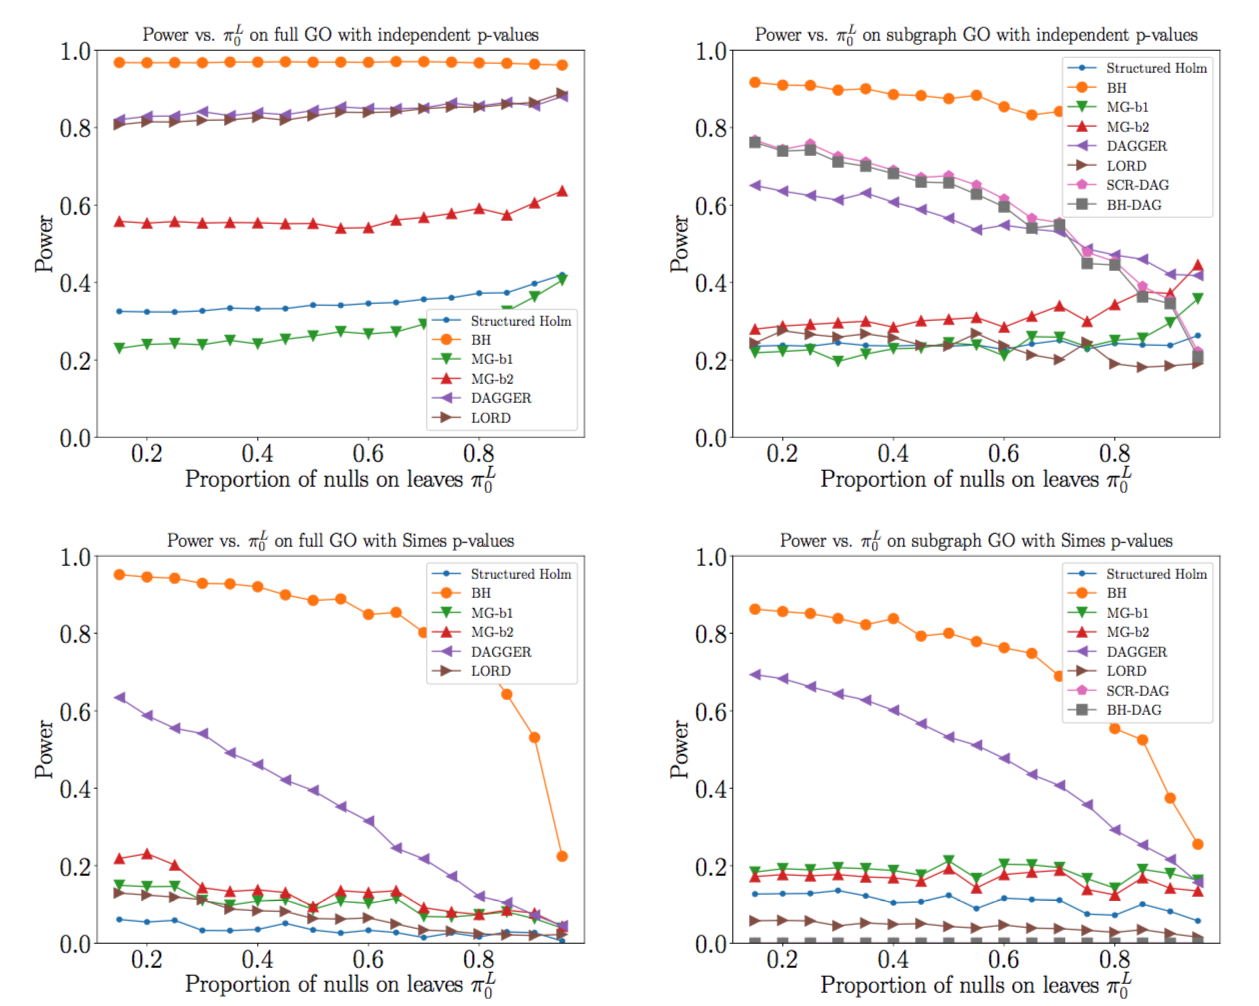 Power vs. π₀ᴸ on full GO with independent p-values
1.0
0.8
0.6
0.4
0.2
0.0
Power
Structured Holm
BH
MG-b1
MG-b2
DAGGER
LORD
0.2 0.4 0.6 0.8
Proportion of nulls on leaves π₀ᴸ
Power vs. π₀ᴸ on subgraph GO with independent p-values
1.0
0.8
0.6
0.4
0.2
0.0
Power
Structured Holm
BH
MG-b1
MG-b2
DAGGER
LORD
SCR-DAG
BH-DAG
0.2 0.4 0.6 0.8
Proportion of nulls on leaves π₀ᴸ
Power vs. π₀ᴸ on full GO with Simes p-values
1.0
0.8
0.6
0.4
0.2
0.0
Power
Structured Holm
BH
MG-b1
MG-b2
DAGGER
LORD
0.2 0.4 0.6 0.8
Proportion of nulls on leaves π₀ᴸ
Power vs. π₀ᴸ on subgraph GO with Simes p-values
1.0
0.8
0.6
0.4
0.2
0.0
Power
Structured Holm
BH
MG-b1
MG-b2
DAGGER
LORD
SCR-DAG
BH-DAG
0.2 0.4 0.6 0.8
Proportion of nulls on leaves π₀ᴸ